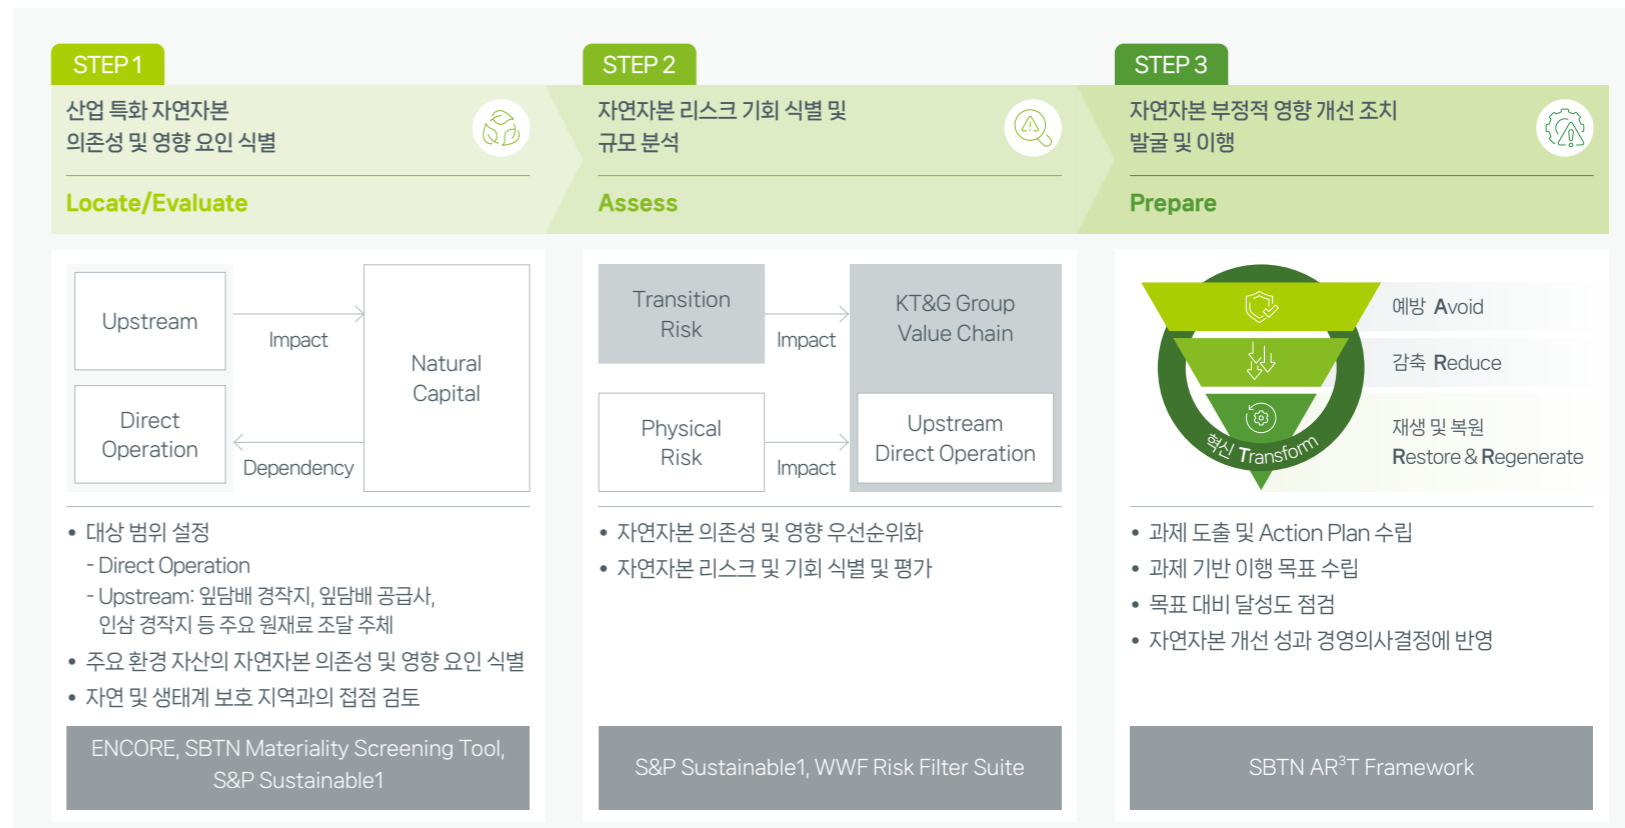 STEP 1
산업 특화 자연자본
의존성 및 영향 요인 식별
Locate/Evaluate
Upstream
Direct
Operation
Impact
Dependency
Natural
Capital
• 대상 범위 설정
- Direct Operation
- Upstream: 잎담배 경작지, 잎담배 공급사,
인삼 경작지 등 주요 원재료 조달 주체
• 주요 환경 자산의 자연자본 의존성 및 영향 요인 식별
• 자연 및 생태계 보호 지역과의 접점 검토
ENCORE, SBTN Materiality Screening Tool,
S&P Sustainable1
STEP 2
자연자본 리스크 기회 식별 및
규모 분석
Assess
Transition
Risk
Impact
KT&G Group
Value Chain
Physical
Risk
Impact
Upstream
Direct Operation
• 자연자본 의존성 및 영향 우선순위화
• 자연자본 리스크 및 기회 식별 및 평가
S&P Sustainable1, WWF Risk Filter Suite
STEP 3
자연자본 부정적 영향 개선 조치
발굴 및 이행
Prepare
예방 Avoid
감축 Reduce
재생 및 복원
Restore & Regenerate
혁신 Transform
• 과제 도출 및 Action Plan 수립
• 과제 기반 이행 목표 수립
• 목표 대비 달성도 점검
• 자연자본 개선 성과 경영의사결정에 반영
SBTN AR³T Framework